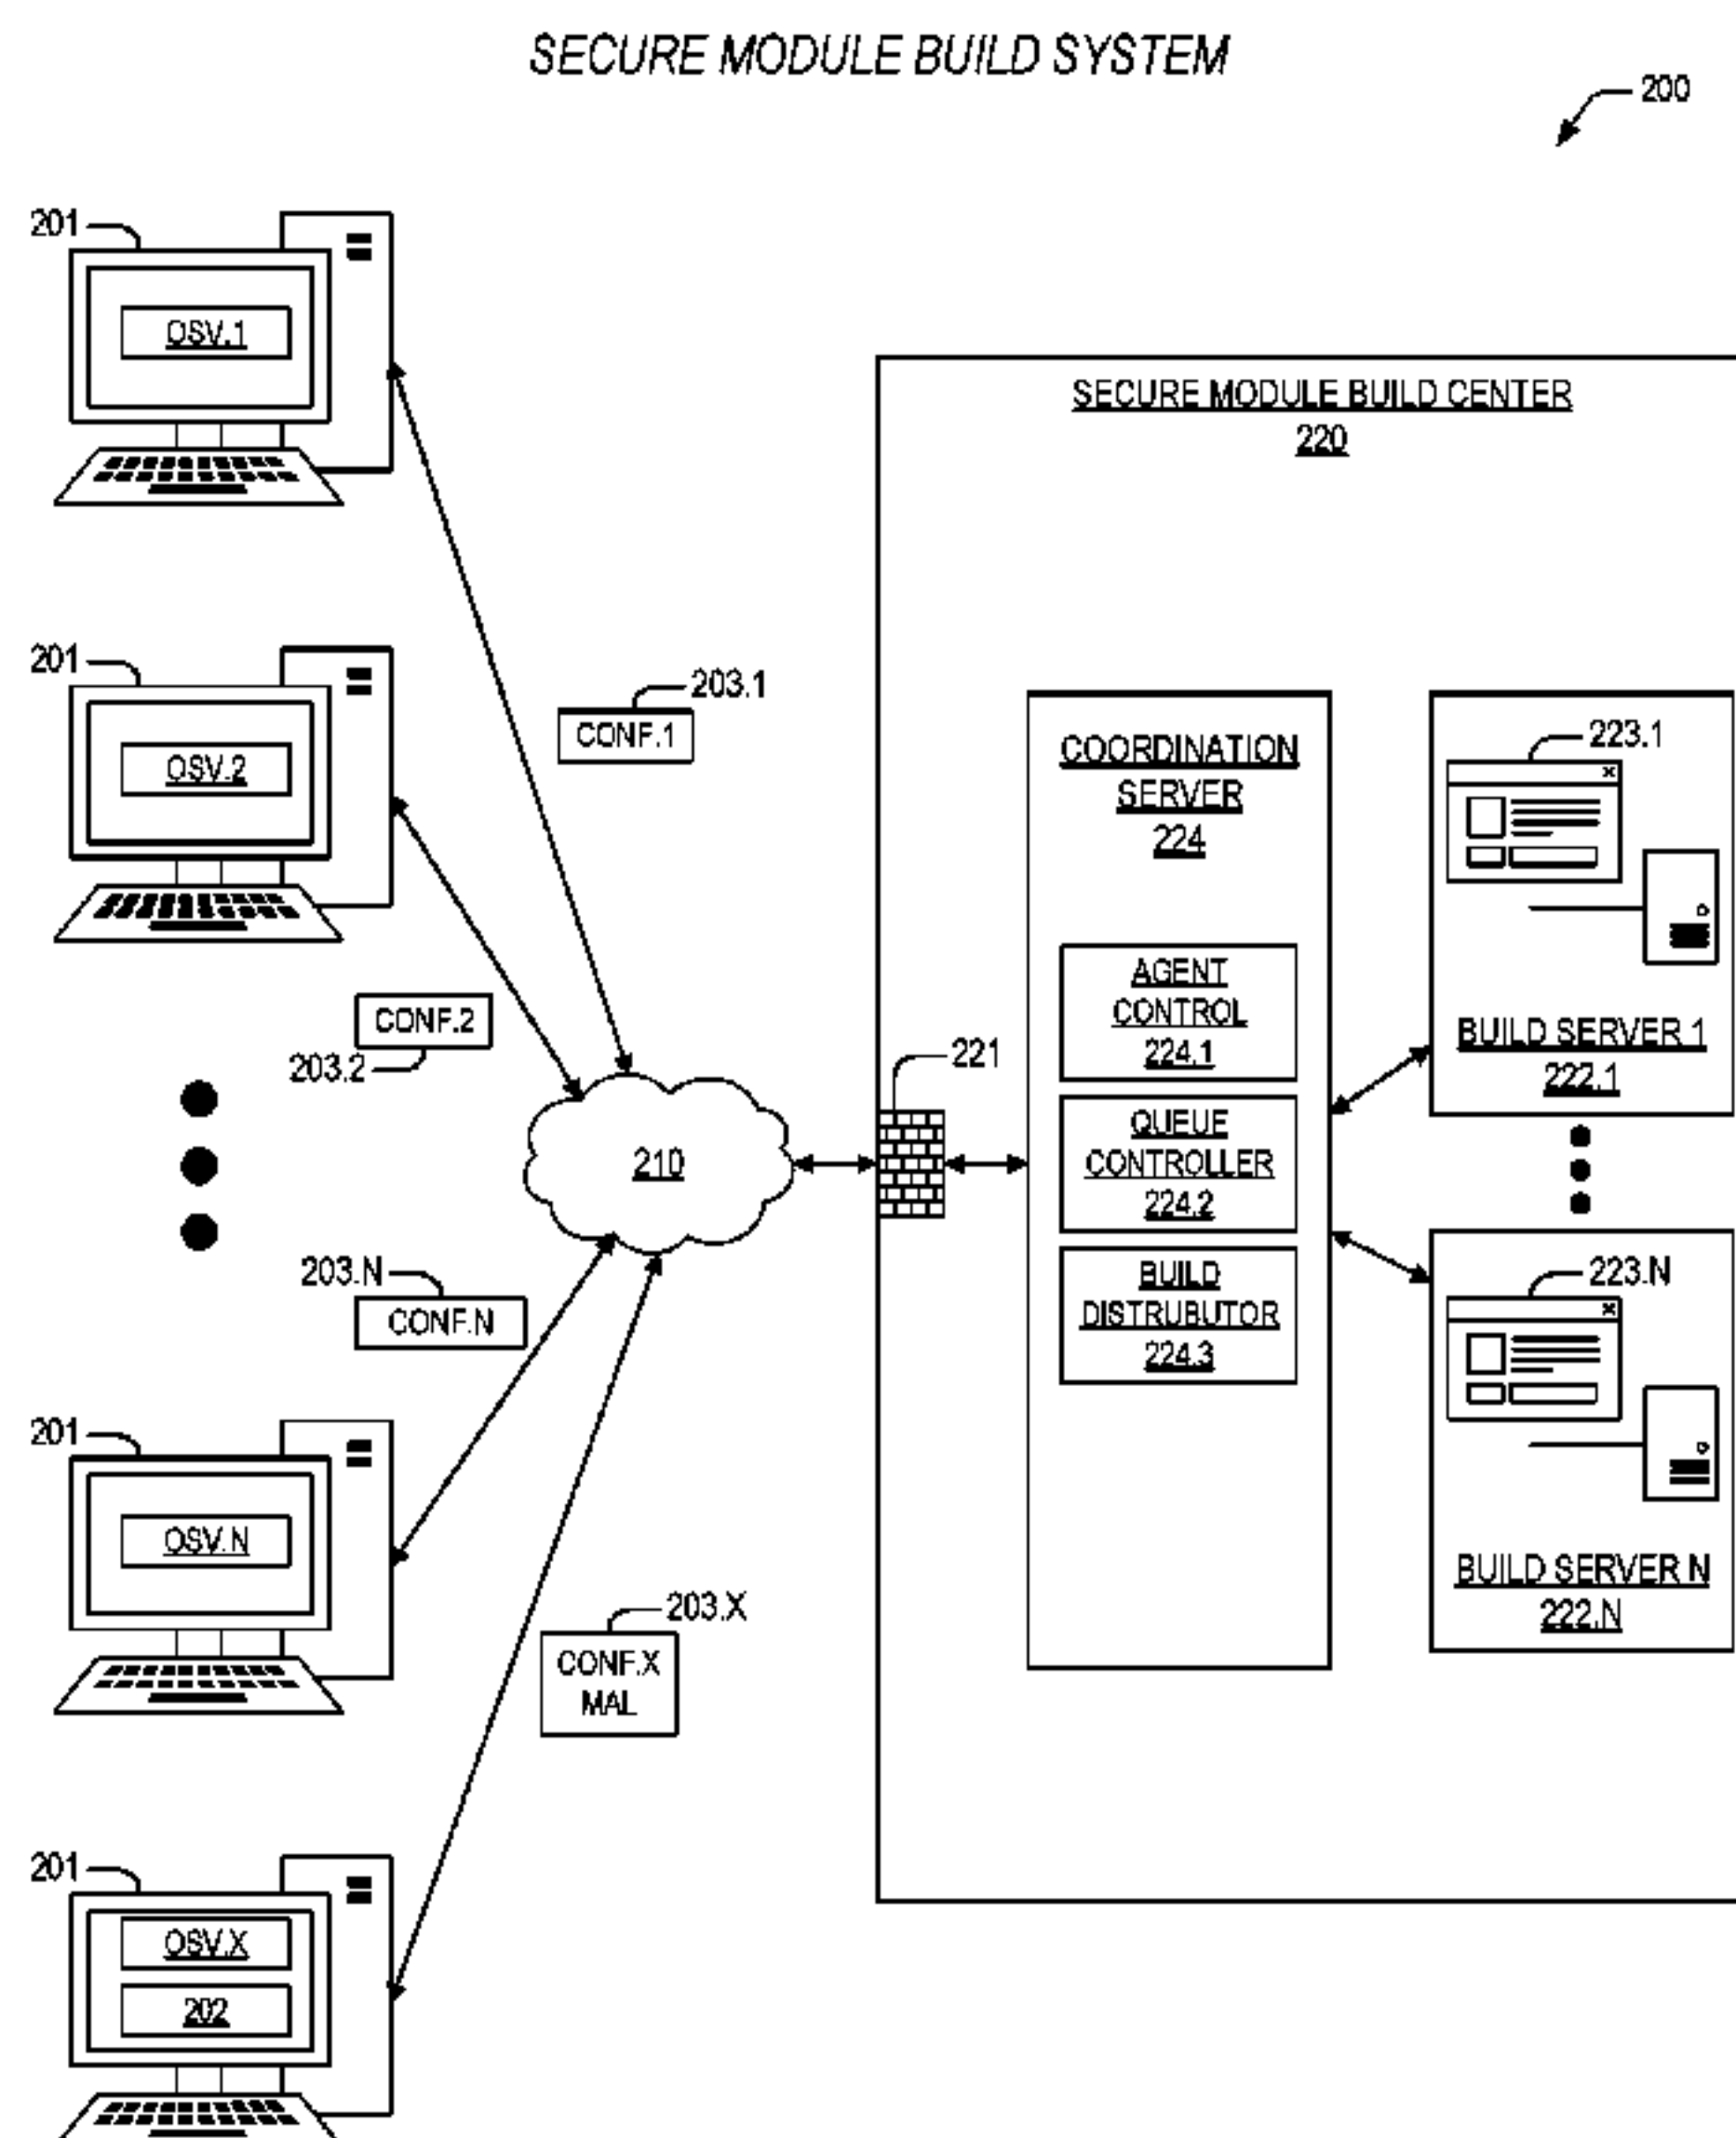 SECURE MODULE BUILD SYSTEM
200
201
OSV.1
SECURE MODULE BUILD CENTER
220
201
OSV.2
203.1
CONF.1
COORDINATION
SERVER
224
223.1
AGENT
CONTROL
224.1
BUILD SERVER 1
222.1
CONF.2
203.2
221
210
QUEUE
CONTROLLER
224.2
203.N
CONF.N
BUILD
DISTRUBUTOR
224.3
223.N
201
OSV.N
BUILD SERVER N
222.N
203.X
CONF.X
MAL
201
OSV.X
202